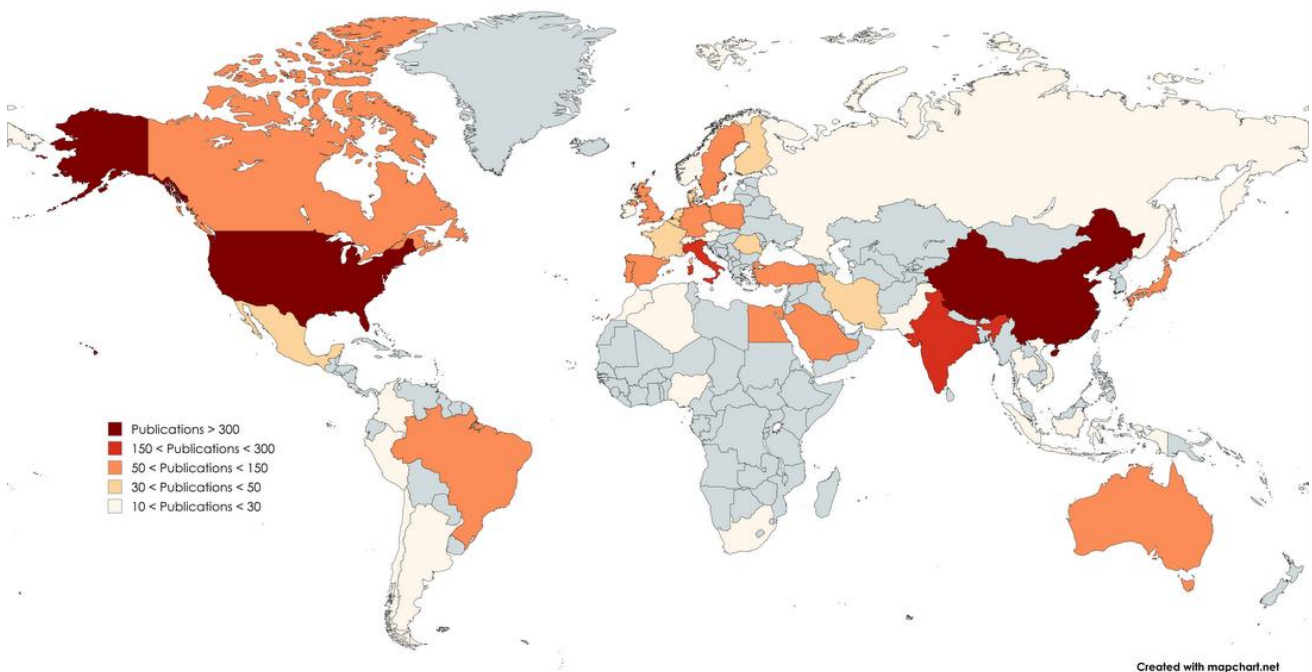 Publications > 300
150 < Publications < 300
50 < Publications < 150
30 < Publications < 50
10 < Publications < 30
Created with mapchart.net